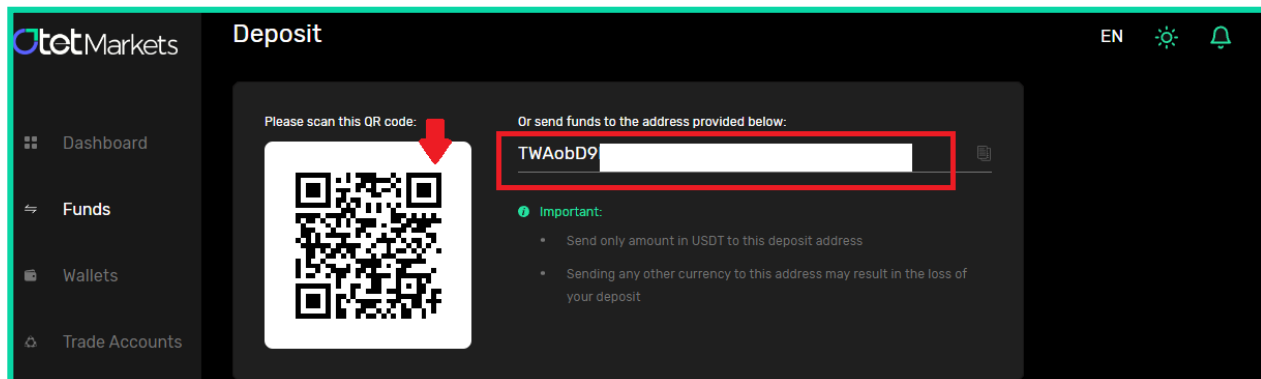 OtetMarkets
Deposit
EN
Please scan this QR code:
Or send funds to the address provided below:
Dashboard
TWAobD9
Funds
Important:
Send only amount in USDT to this deposit address
Wallets
Sending any other currency to this address may result in the loss of
your deposit
Trade Accounts